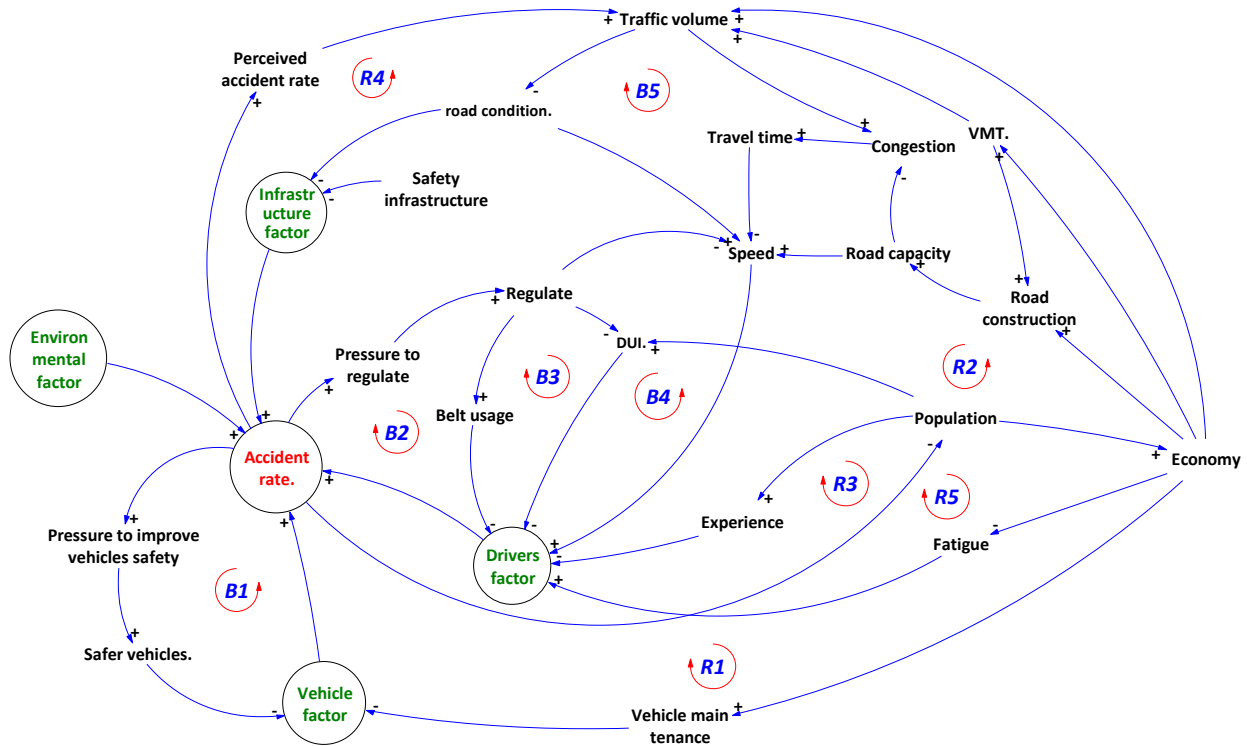 Traffic volume
+
+
+
Perceived
accident rate
+
R4
B5
-
road condition.
+
Travel time
+
Congestion
-
VMT.
+
Safety
infrastructure
-
-
Infrast
ructure
factor
-
+
-
Speed
+
Road capacity
+
+
Road
construction
+
Regulate
+
Environ
mental
factor
Pressure to
regulate
+
-
DUI.
+
B3
B4
R2
Belt usage
+
B2
Population
-
+
Economy
+
+
Accident
rate.
+
+
R3
R5
Experience
+
Fatigue
-
Pressure to improve
vehicles safety
+
-
-
+
-
+
Drivers
factor
B1
+
Safer vehicles.
R1
-
Vehicle
factor
-
Vehicle main
tenance
+